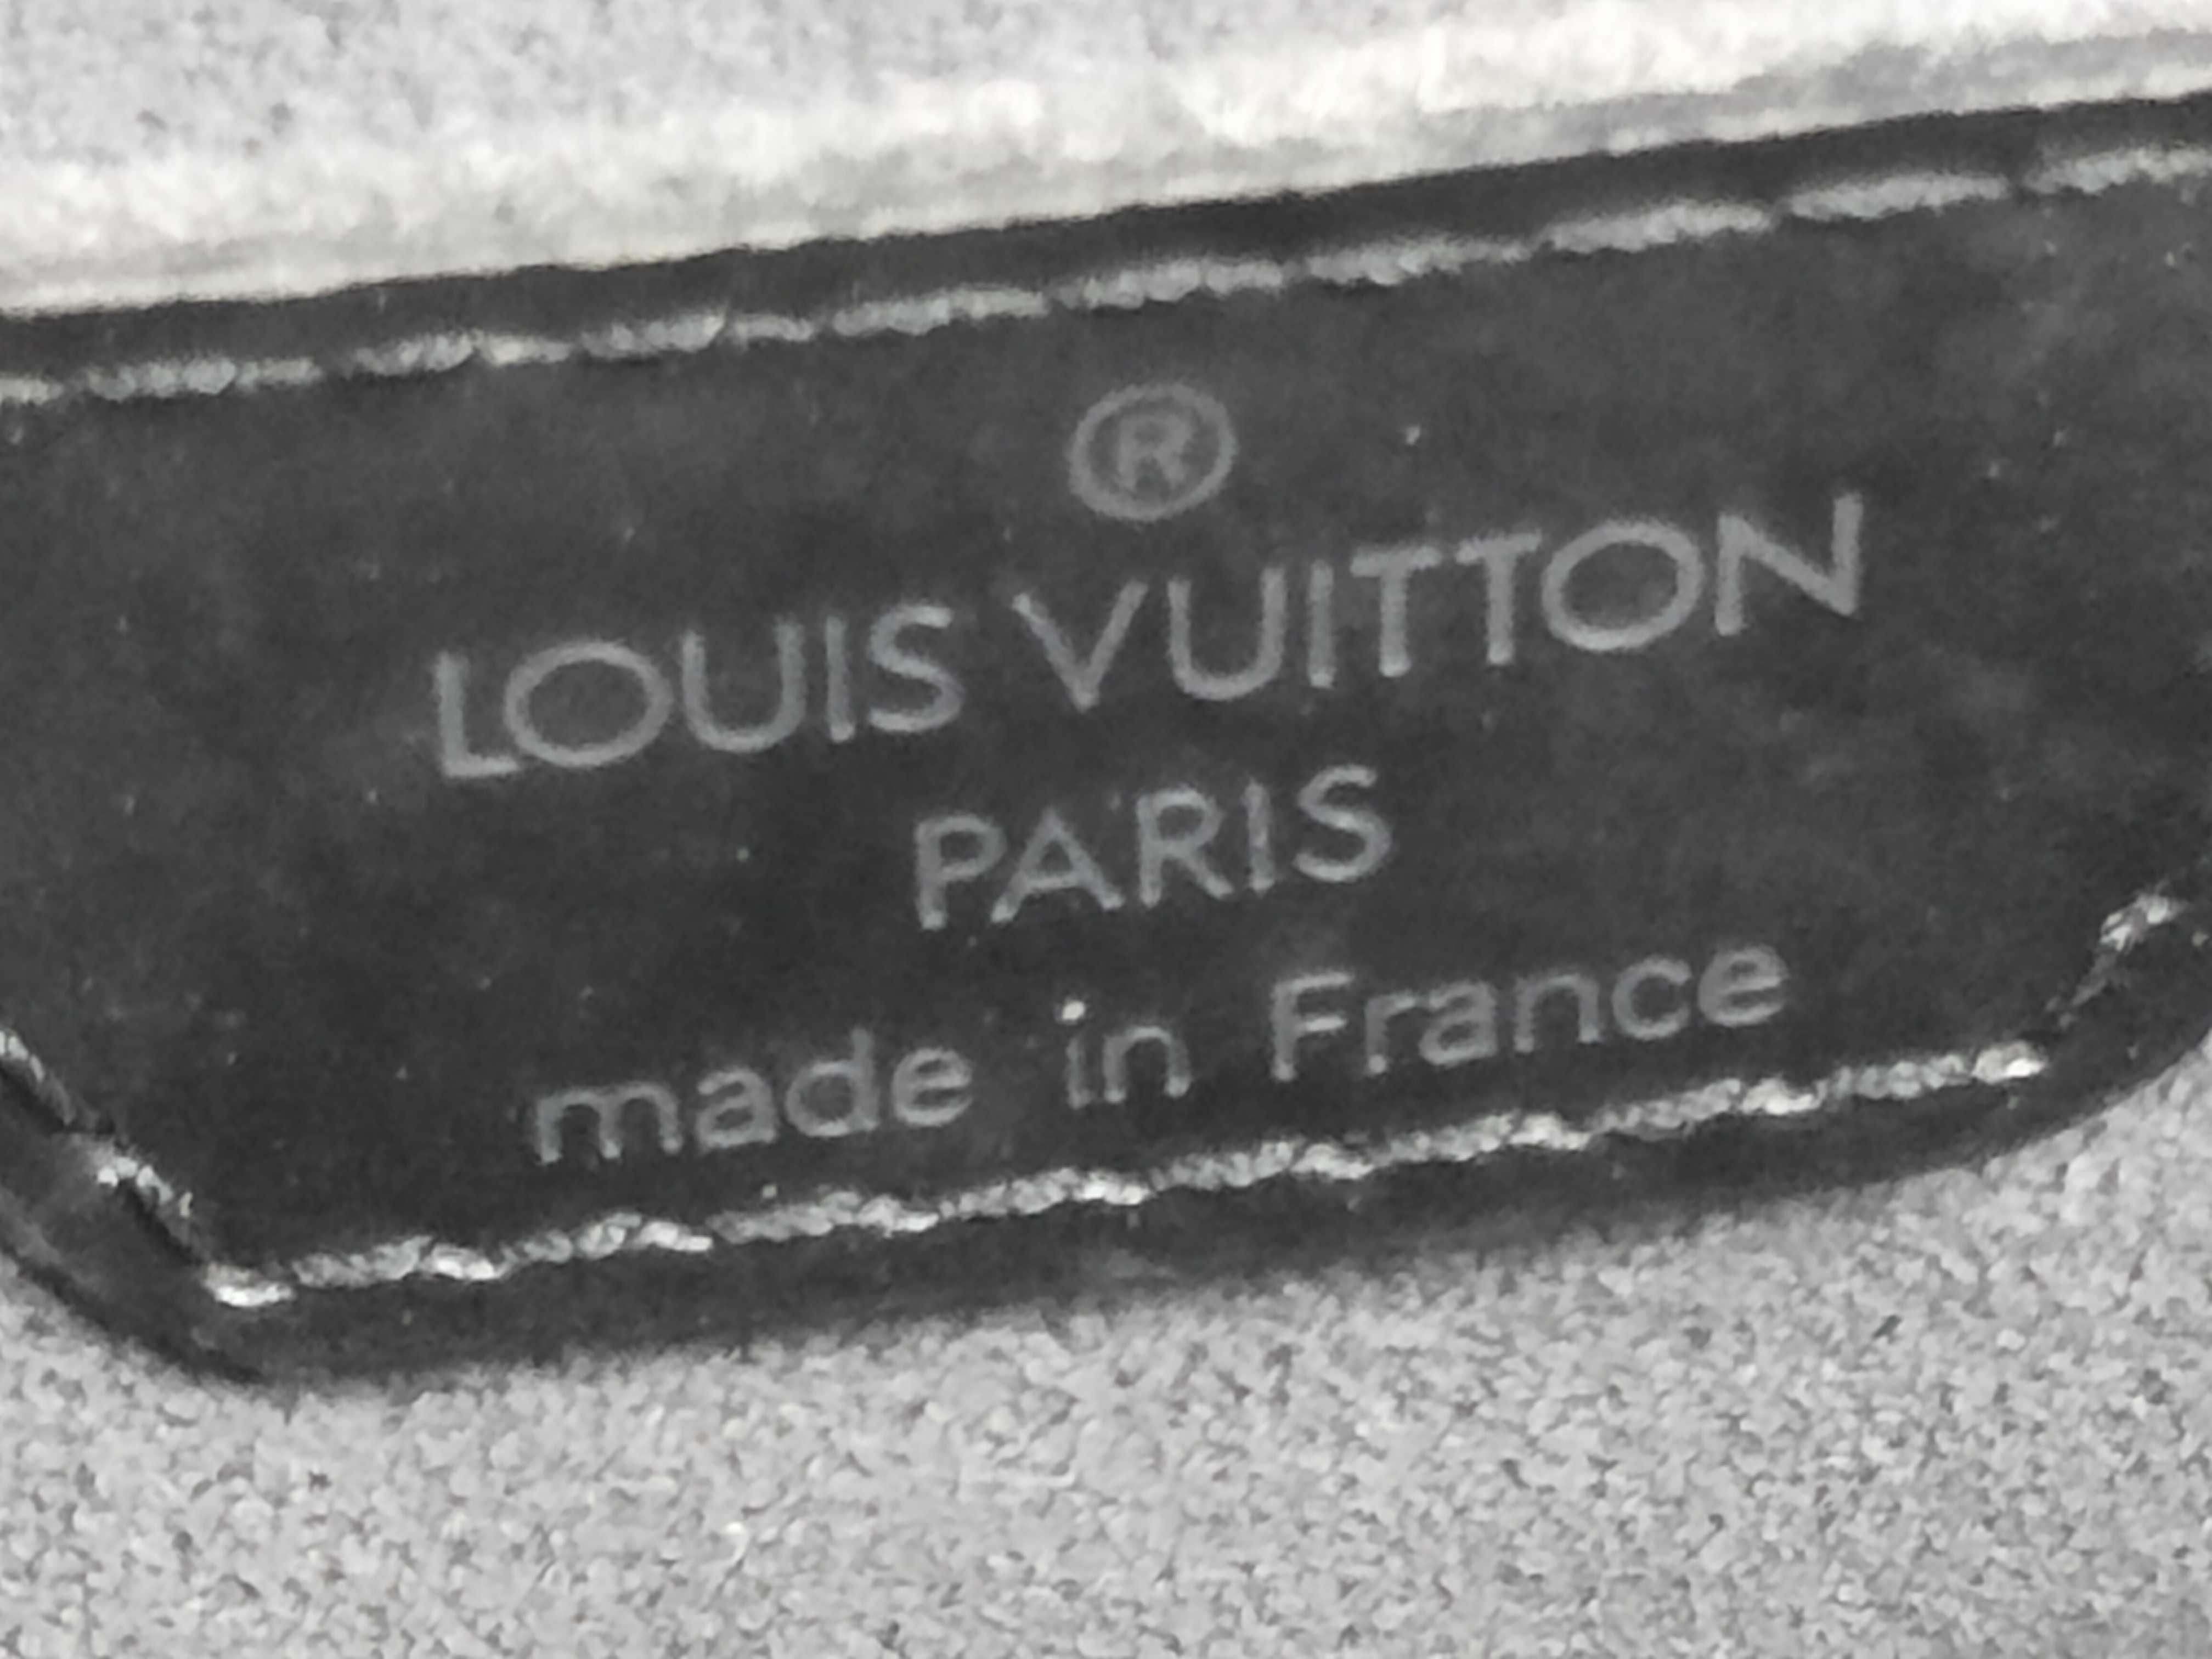 ®
LOUIS VUITTON
PARIS
made in France